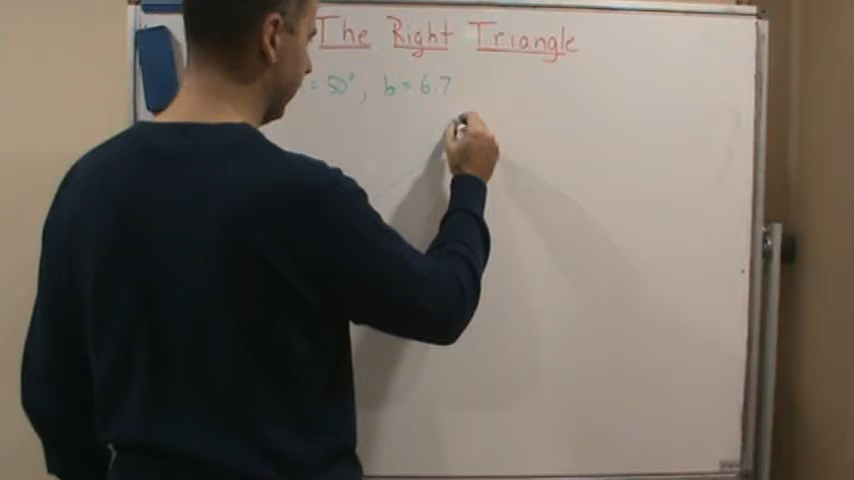 The Right Triangle
= 50°, b = 6.7